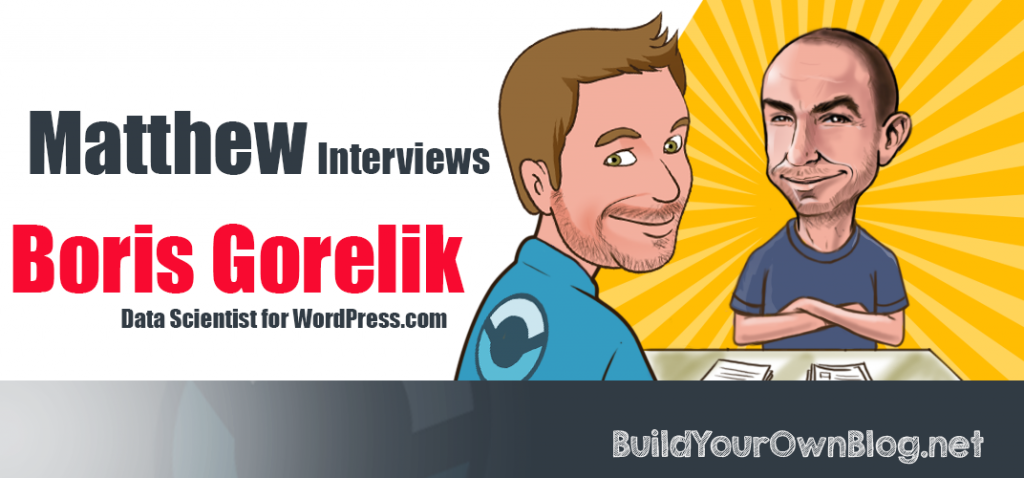 Matthew Interviews
Boris Gorelik
Data Scientist for WordPress.com
BuildYourOwnBlog.net